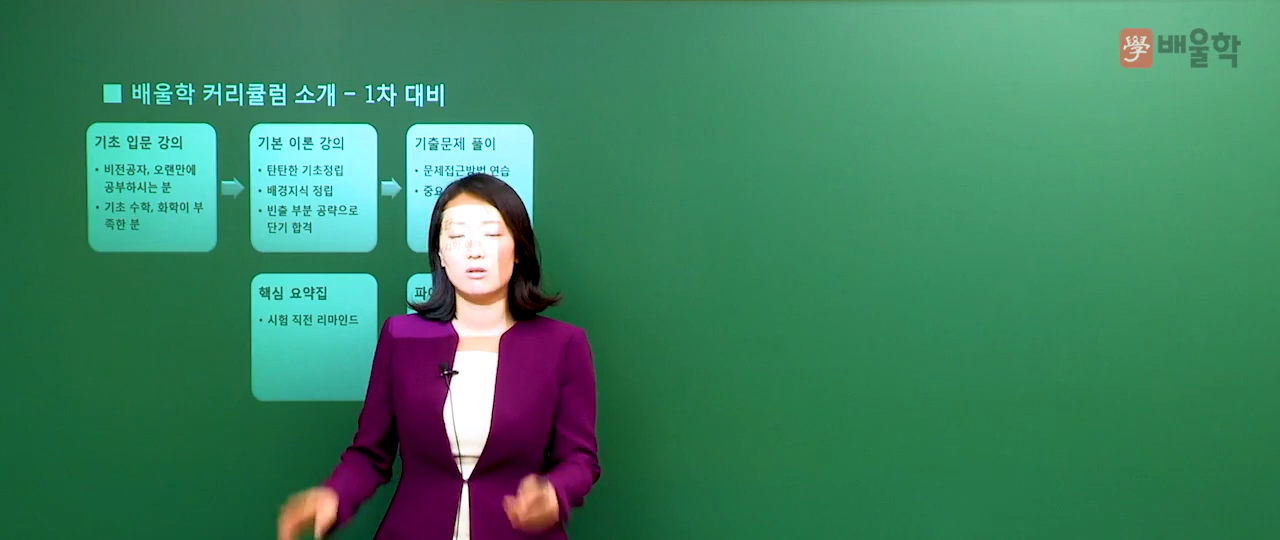 學 배울학
■ 배울학 커리큘럼 소개 – 1차 대비
기초 입문 강의
• 비전공자, 오랜만에
공부하시는 분
• 기초 수학, 화학이 부
족한 분
기본 이론 강의
• 탄탄한 기초정립
• 배경지식 정립
• 빈출 부분 공략으로
단기 합격
기출문제 풀이
• 문제접근방법 연습
핵심 요약집
• 시험 직전 리마인드